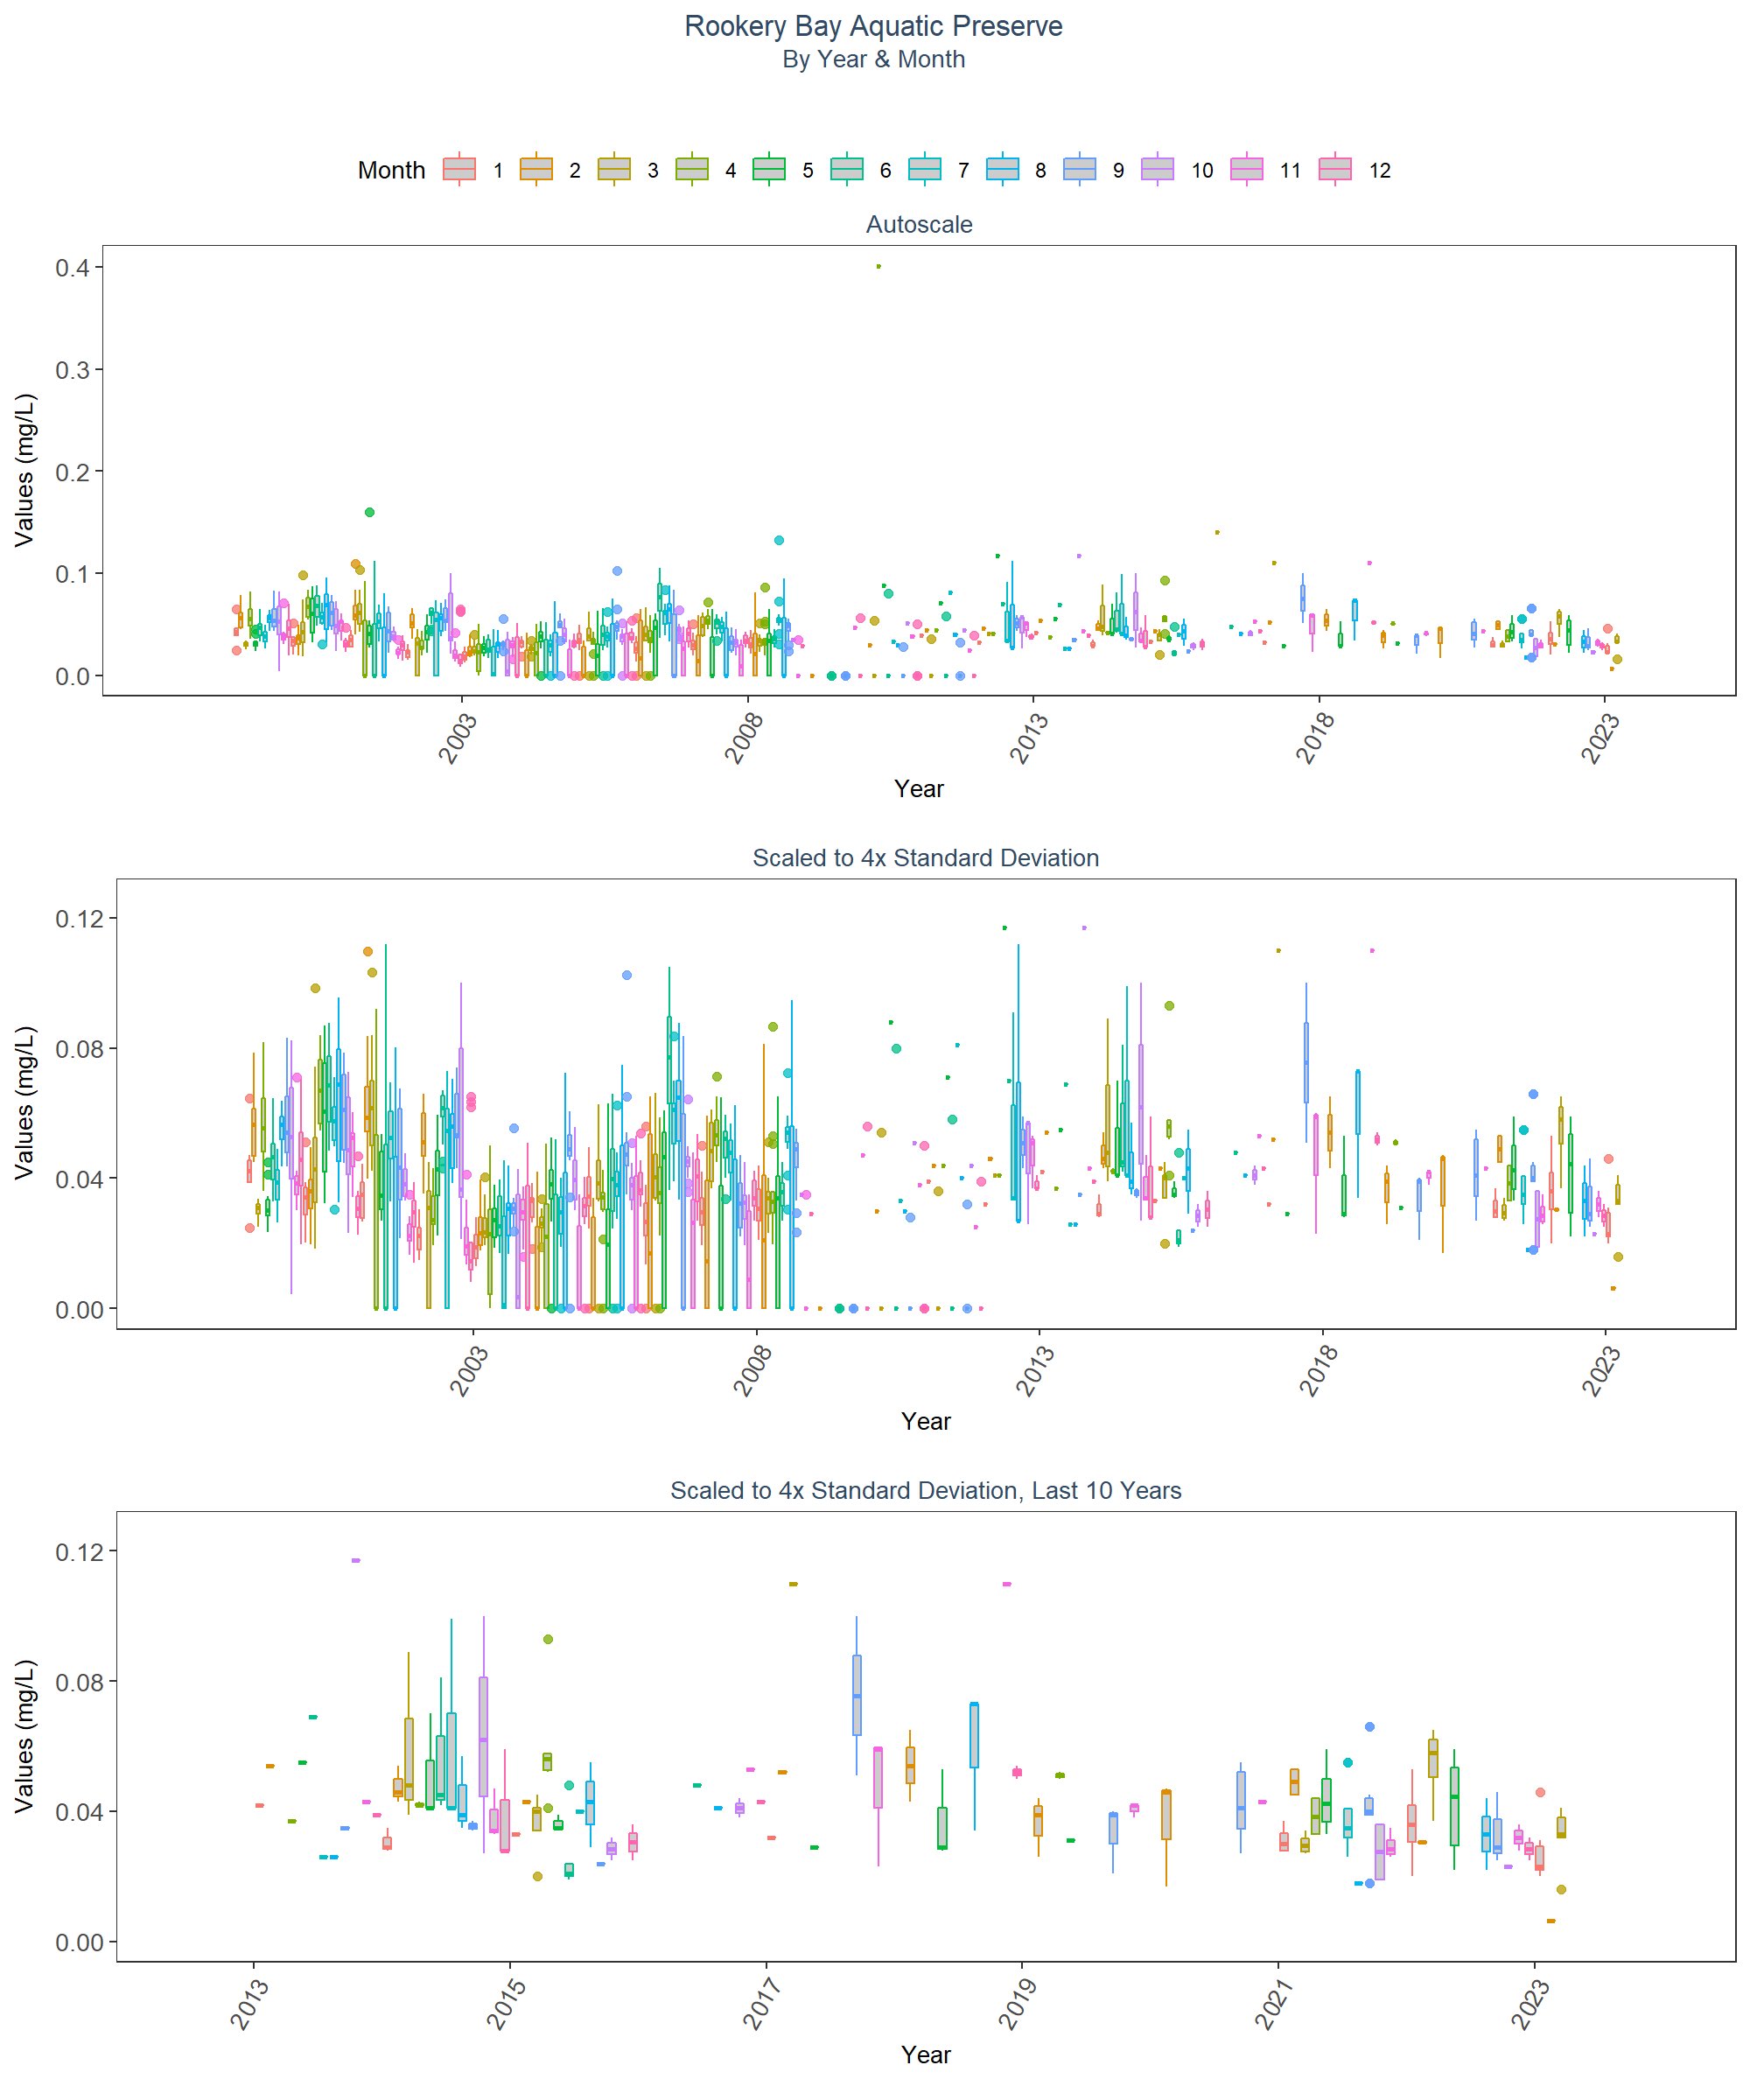 Rookery Bay Aquatic Preserve
By Year & Month
Month 1 2 3 4 5 6 7 8 9 10 11 12
Autoscale
0.4
0.3
0.2
0.1
0.0
Values (mg/L)
2003 2008 2013 2018 2023
Year
Scaled to 4x Standard Deviation
0.12
0.08
0.04
0.00
Values (mg/L)
2003 2008 2013 2018 2023
Year
Scaled to 4x Standard Deviation, Last 10 Years
0.12
0.08
0.04
0.00
Values (mg/L)
2013 2015 2017 2019 2021 2023
Year